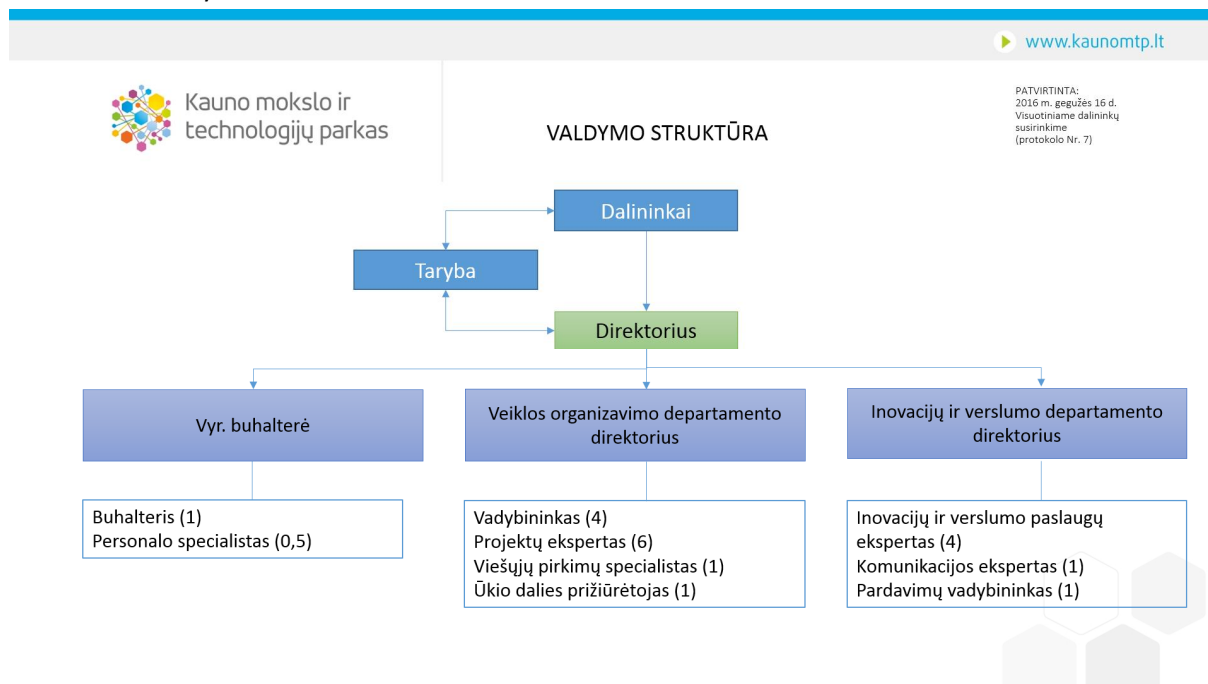 www.kaunomtp.lt
Kauno mokslo ir
technologijų parkas
VALDYMO STRUKTŪRA
PATVIRTINTA:
2016 m. gegužės 16 d.
Visuotiniame dalininkų
susirinkime
(protokolo Nr. 7)
Dalininkai
Taryba
Direktorius
Vyr. buhalterė
Veiklos organizavimo departamento
direktorius
Inovacijų ir verslumo departamento
direktorius
Buhalteris (1)
Personalo specialistas (0,5)
Vadybininkas (4)
Projektų ekspertas (6)
Viešųjų pirkimų specialistas (1)
Ūkio dalies prižiūrėtojas (1)
Inovacijų ir verslumo paslaugų
ekspertas (4)
Komunikacijos ekspertas (1)
Pardavimų vadybininkas (1)